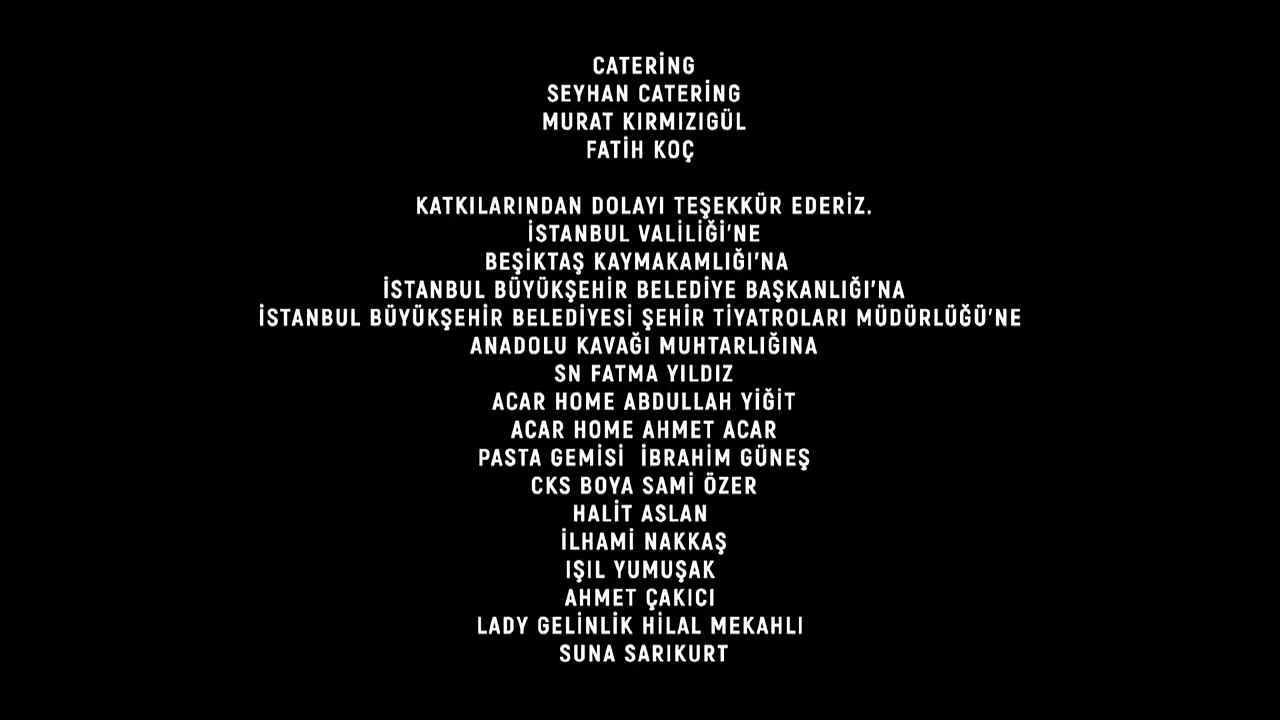 CATERİNG
SEYHAN CATERİNG
MURAT KIRMIZIGÜL
FATİH KOÇ
KATKILARINDAN DOLAYI TEŞEKKÜR EDERİZ.
İSTANBUL VALİLİĞİ'NE
BEŞİKTAŞ KAYMAKAMLIĞI'NA
İSTANBUL BÜYÜKŞEHİR BELEDİYE BAŞKANLIĞI'NA
İSTANBUL BÜYÜKŞEHİR BELEDİYESİ ŞEHİR TİYATROLARI MÜDÜRLÜĞÜ'NE
ANADOLU KAVAĞI MUHTARLIĞINA
SN FATMA YILDIZ
ACAR HOME ABDULLAH YİĞİT
ACAR HOME AHMET ACAR
PASTA GEMİSİ  İBRAHİM GÜNEŞ
CKS BOYA SAMİ ÖZER
HALİT ASLAN
İLHAMİ NAKKAŞ
IŞIL YUMUŞAK
AHMET ÇAKICI
LADY GELİNLİK HİLAL MEKAHLI
SUNA SARIKURT